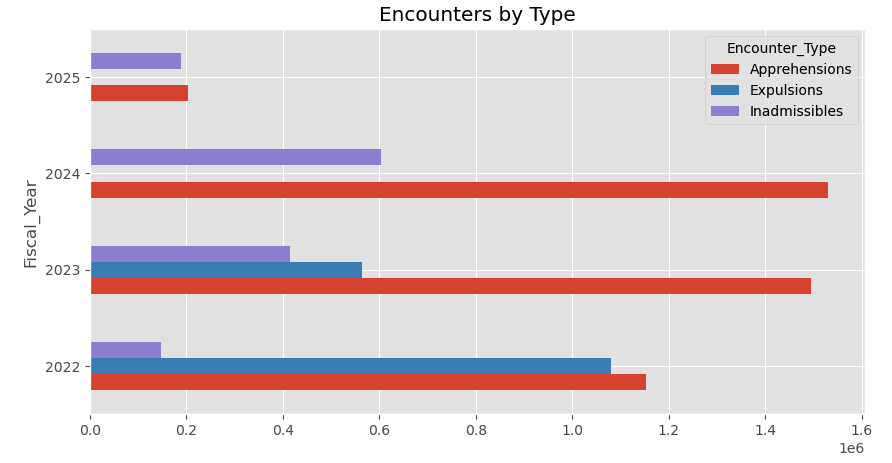 Encounters by Type
Encounter_Type
Apprehensions
Expulsions
Inadmissibles
Fiscal_Year
2025
2024
2023
2022
0.0 0.2 0.4 0.6 0.8 1.0 1.2 1.4 1.6
1e6